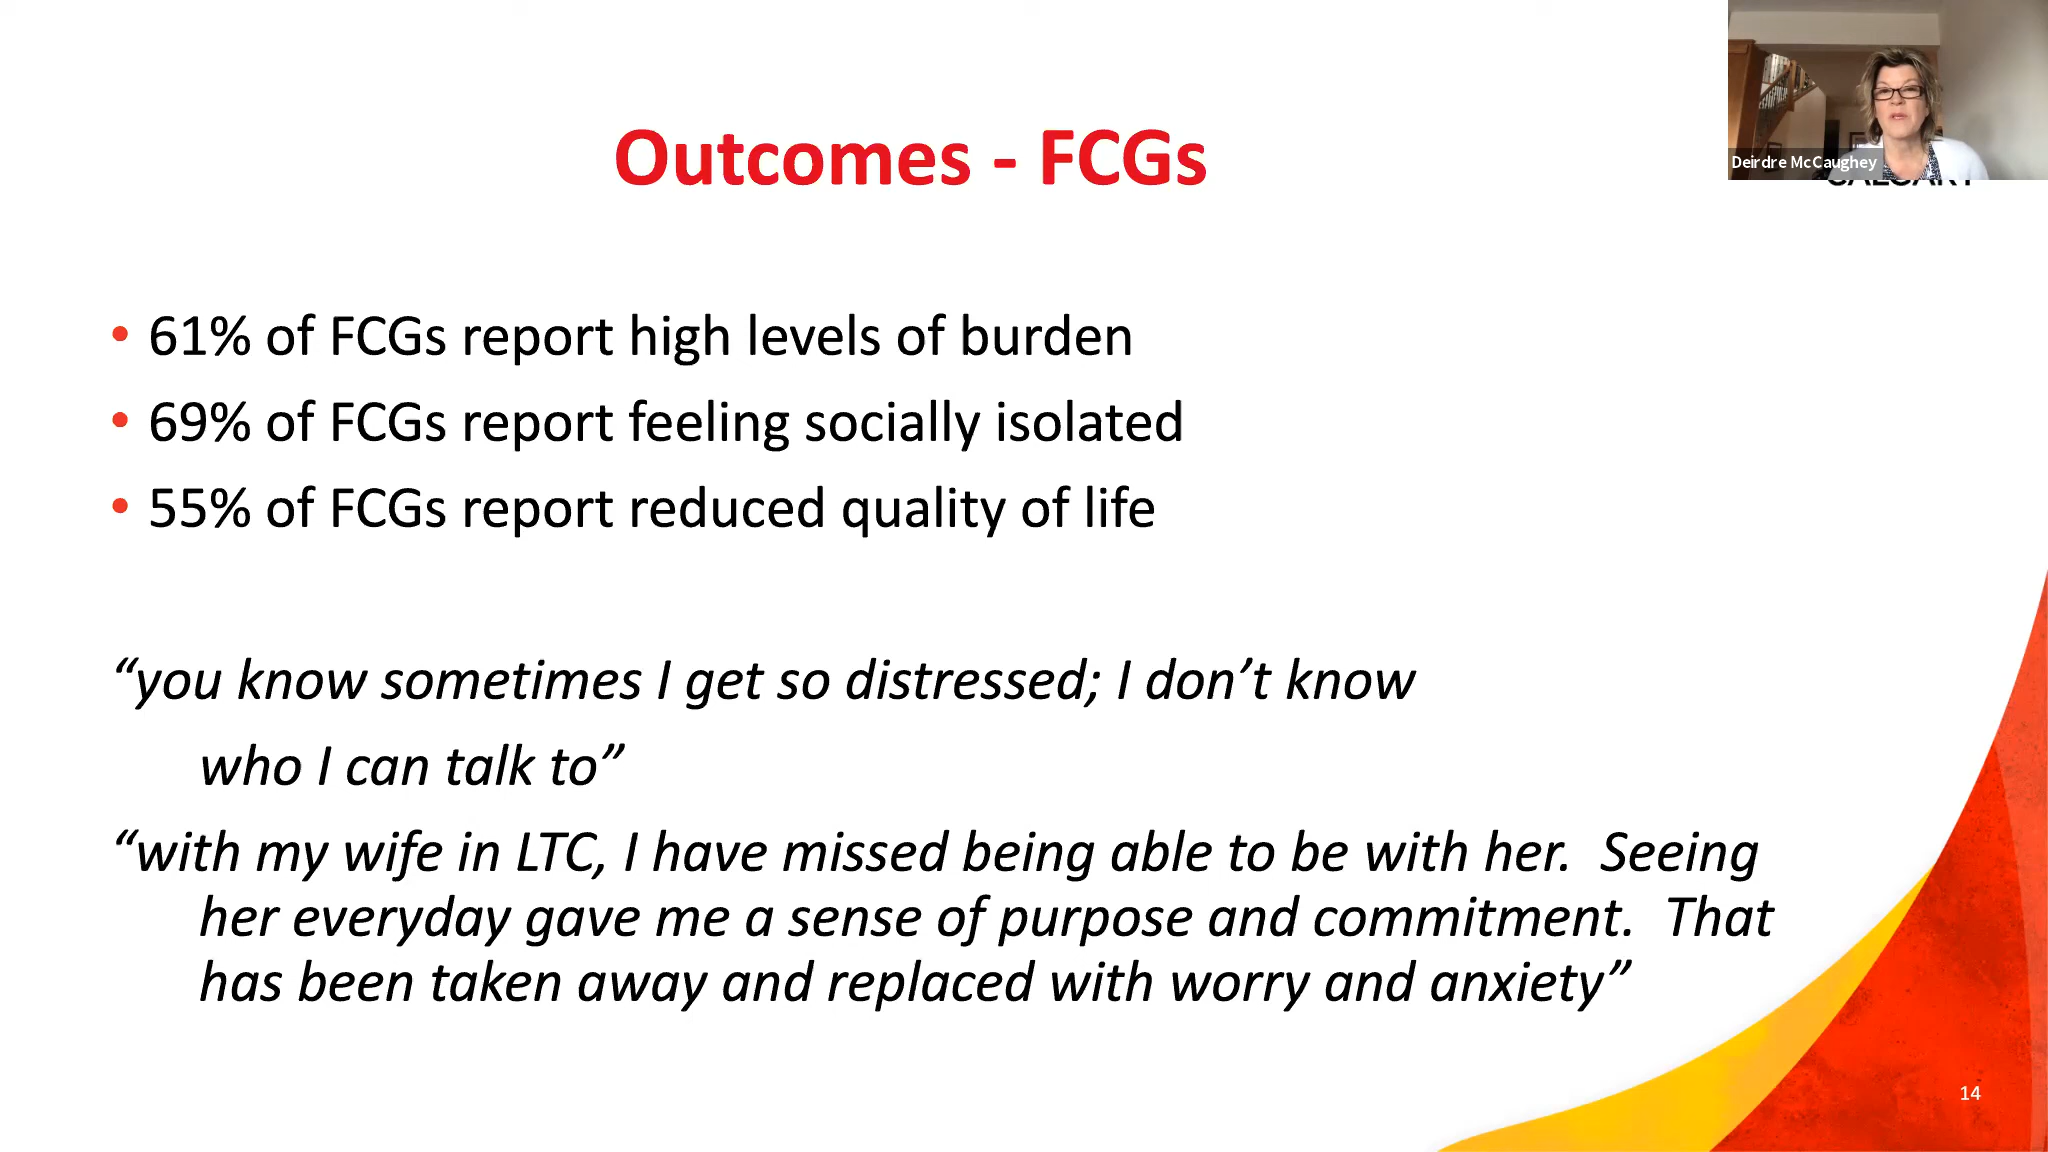 Outcomes - FCGs
Deirdre McCaughey
CALGARY
• 61% of FCGs report high levels of burden
• 69% of FCGs report feeling socially isolated
• 55% of FCGs report reduced quality of life
“you know sometimes I get so distressed; I don’t know
who I can talk to”
“with my wife in LTC, I have missed being able to be with her.  Seeing
her everyday gave me a sense of purpose and commitment.  That
has been taken away and replaced with worry and anxiety”
14